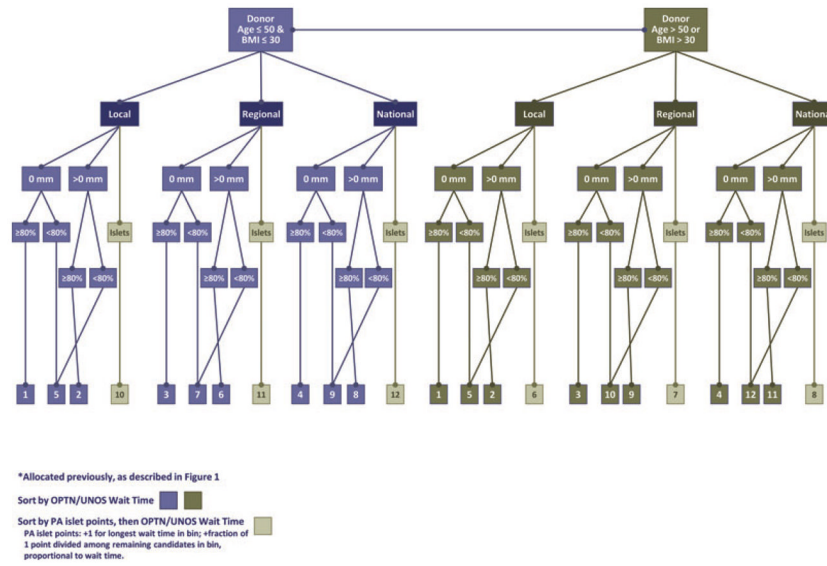 Donor
Age ≤ 50 &
BMI ≤ 30
Donor
Age > 50 or
BMI > 30
Local
Regional
National
Local
Regional
National
0 mm
>0 mm
0 mm
>0 mm
0 mm
>0 mm
0 mm
>0 mm
0 mm
>0 mm
0 mm
>0 mm
≥80%
<80%
Islets
≥80%
<80%
Islets
≥80%
<80%
Islets
≥80%
<80%
Islets
≥80%
<80%
Islets
≥80%
<80%
Islets
≥80%
<80%
≥80%
<80%
≥80%
<80%
≥80%
<80%
≥80%
<80%
≥80%
<80%
1
5
2
10
3
7
6
11
4
9
8
12
1
5
2
6
3
10
9
7
4
12
11
8
*Allocated previously, as described in Figure 1
Sort by OPTN/UNOS Wait Time
Sort by PA islet points, then OPTN/UNOS Wait Time
PA islet points: +1 for longest wait time in bin; +fraction of
1 point divided among remaining candidates in bin,
proportional to wait time.